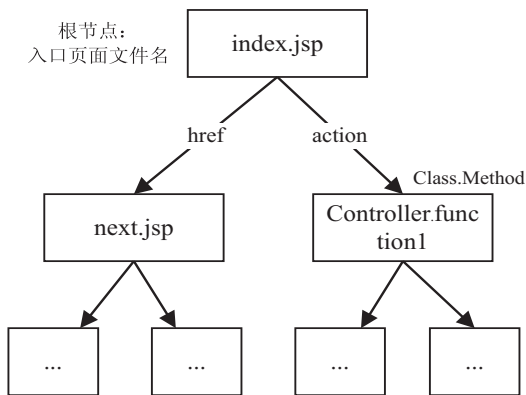 根节点：
入口页面文件名
index.jsp
href
action
Class.Method
next.jsp
Controller.func
tion1
...
...
...
...